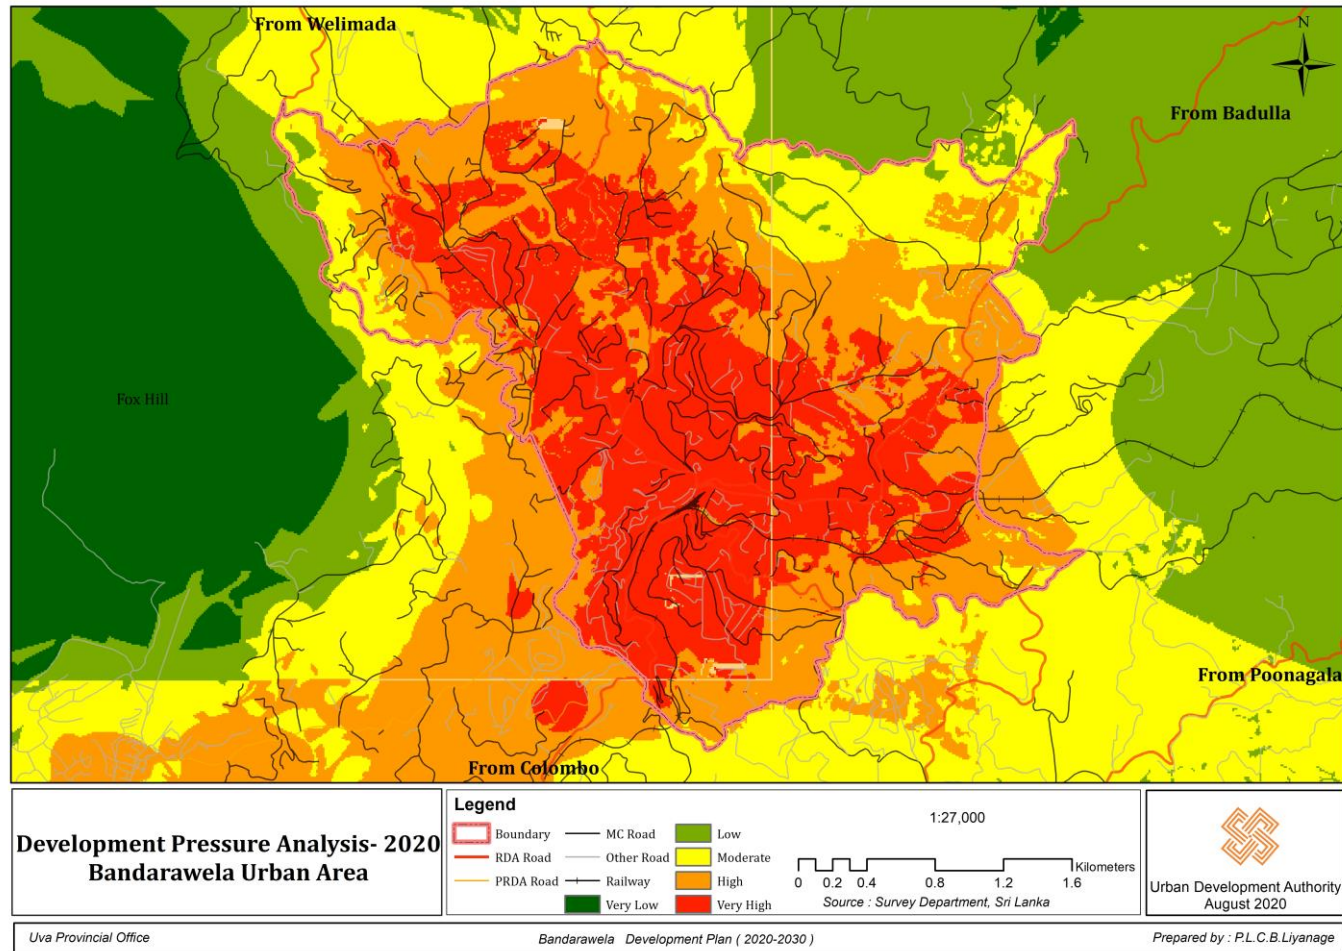 From Welimada
N
From Badulla
Fox Hill
From Poonagala
From Colombo
Development Pressure Analysis- 2020
Bandarawela Urban Area
Legend
Boundary
MC Road
Low
RDA Road
Other Road
Moderate
PRDA Road
Railway
High
Very Low
Very High
1:27,000
Kilometers
0 0.2 0.4 0.8 1.2 1.6
Source : Survey Department, Sri Lanka
Urban Development Authority
August 2020
Uva Provincial Office
Bandarawela Development Plan ( 2020-2030 )
Prepared by : P.L.C.B.Liyanage